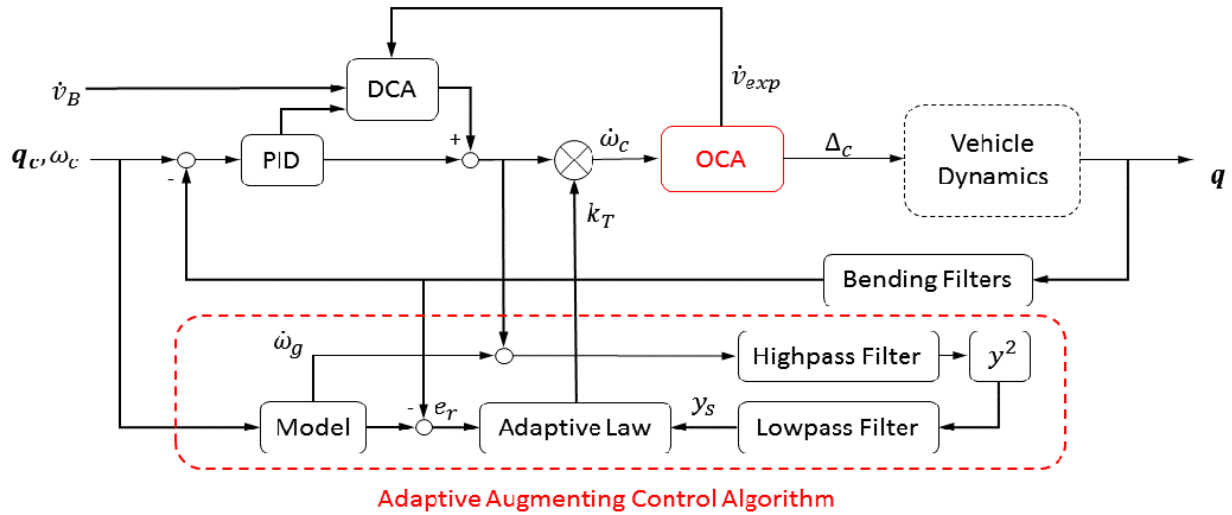 v̇_B
DCA
v̇_exp
+
q_c, ω_c
-
PID
ω̇_c
OCA
Δ_c
Vehicle
Dynamics
q
k_T
Bending Filters
ω̇_g
Highpass Filter
y²
Model
-
e_r
Adaptive Law
y_s
Lowpass Filter
Adaptive Augmenting Control Algorithm